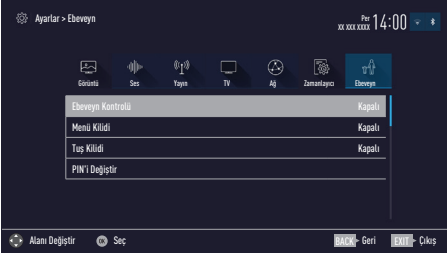 Ayarlar > Ebeveyn
Per
xx xxx xxxx 14:00
Görüntü Ses Yayın TV Ağ Zamanlayıcı Ebeveyn
Ebeveyn Kontrolü Kapalı
Menü Kilidi Kapalı
Tuş Kilidi Kapalı
PIN'i Değiştir
Alanı Değiştir OK Seç BACK Geri EXIT Çıkış